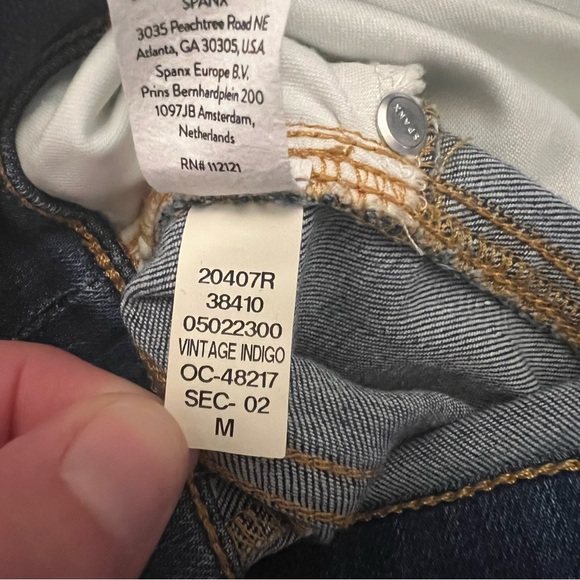 SPANX
3035 Peachtree Road NE
Atlanta, GA 30305, U.S.A
Spanx Europe B.V.
Prins Bernhardplein 200
1097JB Amsterdam,
Netherlands
RN# 112121
SPANX
20407R
38410
05022300
VINTAGE INDIGO
OC-48217
SEC- 02
M